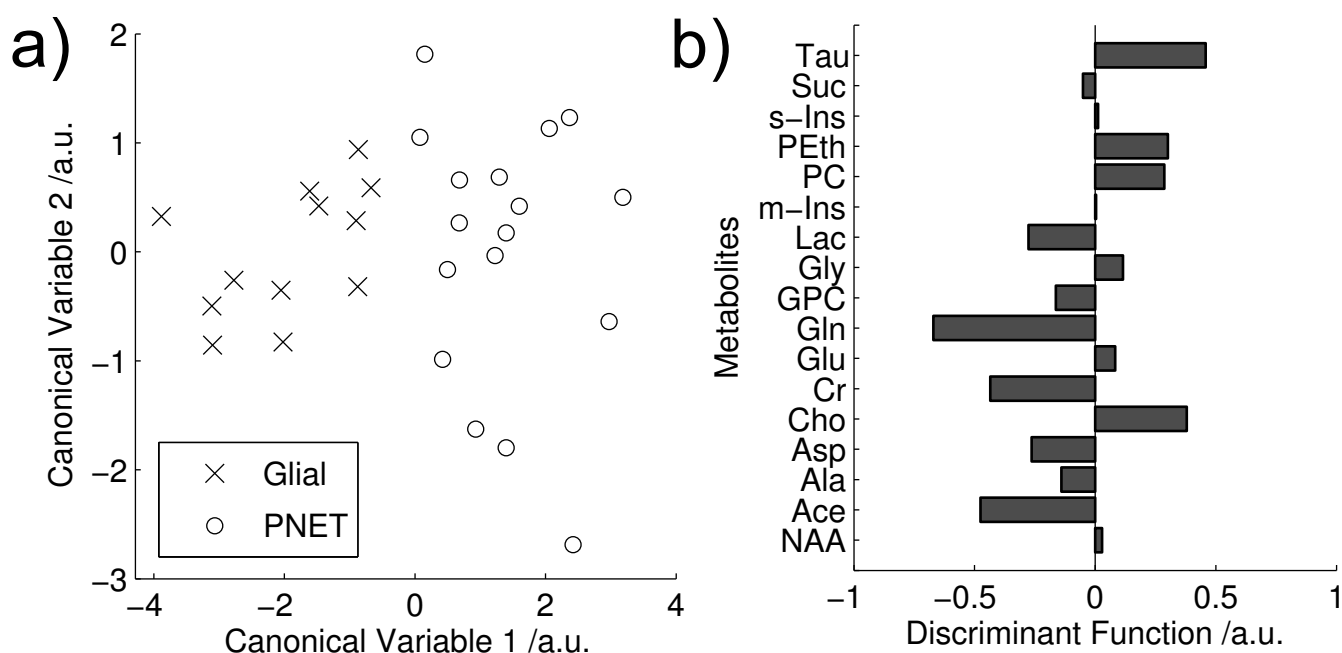 a)
Canonical Variable 2 /a.u.
2
1
0
−1
−2
−3
Glial
PNET
−4
−2
0
2
4
Canonical Variable 1 /a.u.
b)
Metabolites
Tau
Suc
s−Ins
PEth
PC
m−Ins
Lac
Gly
GPC
Gln
Glu
Cr
Cho
Asp
Ala
Ace
NAA
−1
−0.5
0
0.5
1
Discriminant Function /a.u.